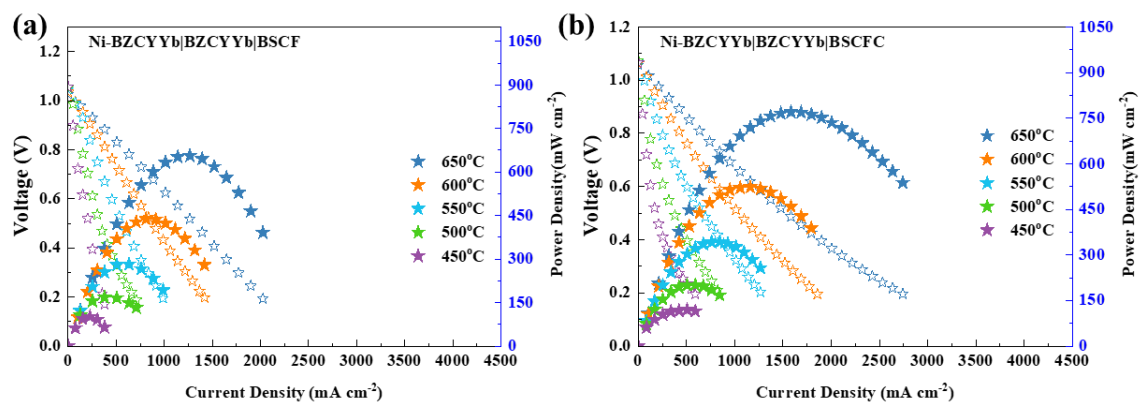 (a)
Ni-BZCYYb|BZCYYb|BSCF
1.2
1.0
0.8
0.6
0.4
0.2
0.0
Voltage (V)
650°C
600°C
550°C
500°C
450°C
1050
900
750
600
450
300
150
0
Power Density(mW cm⁻²)
0 500 1000 1500 2000 2500 3000 3500 4000 4500
Current Density (mA cm⁻²)
(b)
Ni-BZCYYb|BZCYYb|BSCFC
1.2
1.0
0.8
0.6
0.4
0.2
0.0
Voltage (V)
650°C
600°C
550°C
500°C
450°C
1050
900
750
600
450
300
150
0
Power Density(mW cm⁻²)
0 500 1000 1500 2000 2500 3000 3500 4000 4500
Current Density (mA cm⁻²)